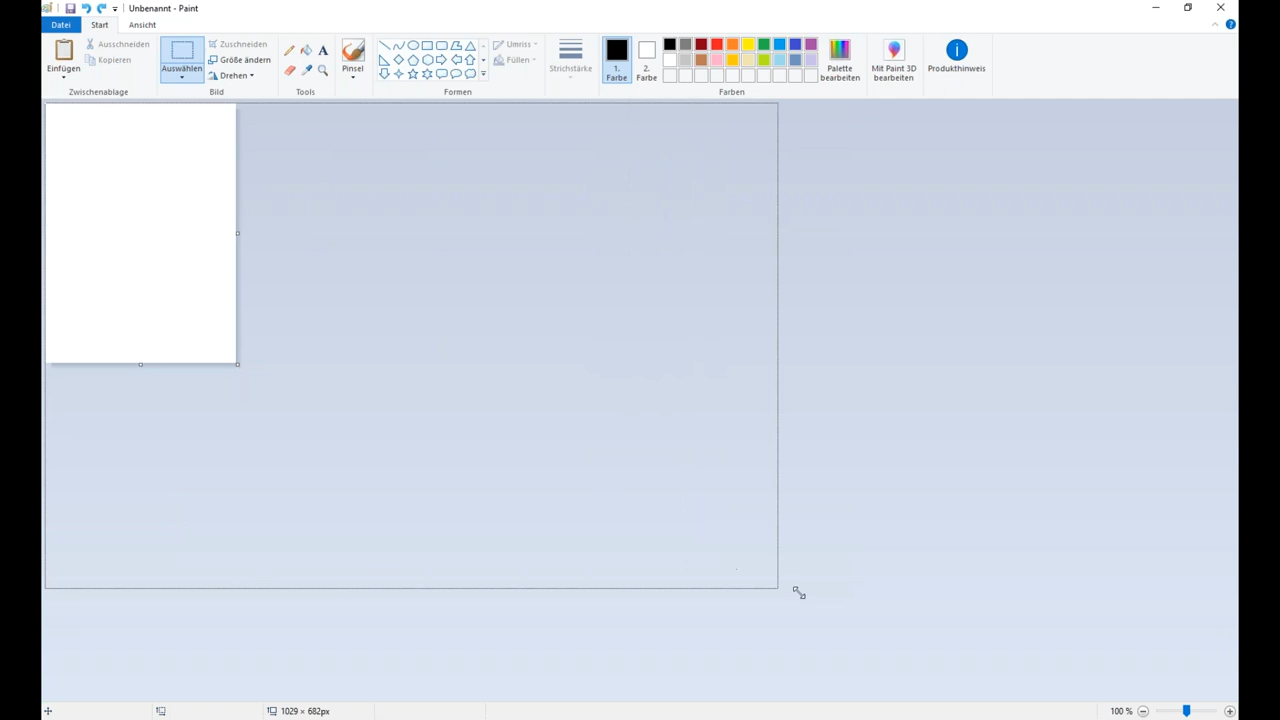 Unbenannt - Paint
Datei Start Ansicht
Einfügen
Ausschneiden
Kopieren
Zwischenablage
Auswählen
Zuschneiden
Größe ändern
Drehen
Bild
A
Tools
Pinsel
Formen
Umriss
Füllen
Strichstärke
1.
Farbe
2.
Farbe
Farben
Palette
bearbeiten
Mit Paint 3D
bearbeiten
Produkthinweis
1029 × 682px
100 %